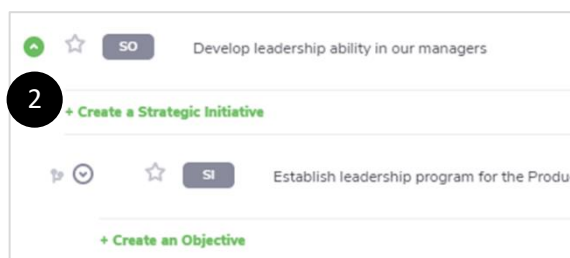 SO Develop leadership ability in our managers
2
+ Create a Strategic Initiative
SI Establish leadership program for the Produ
+ Create an Objective